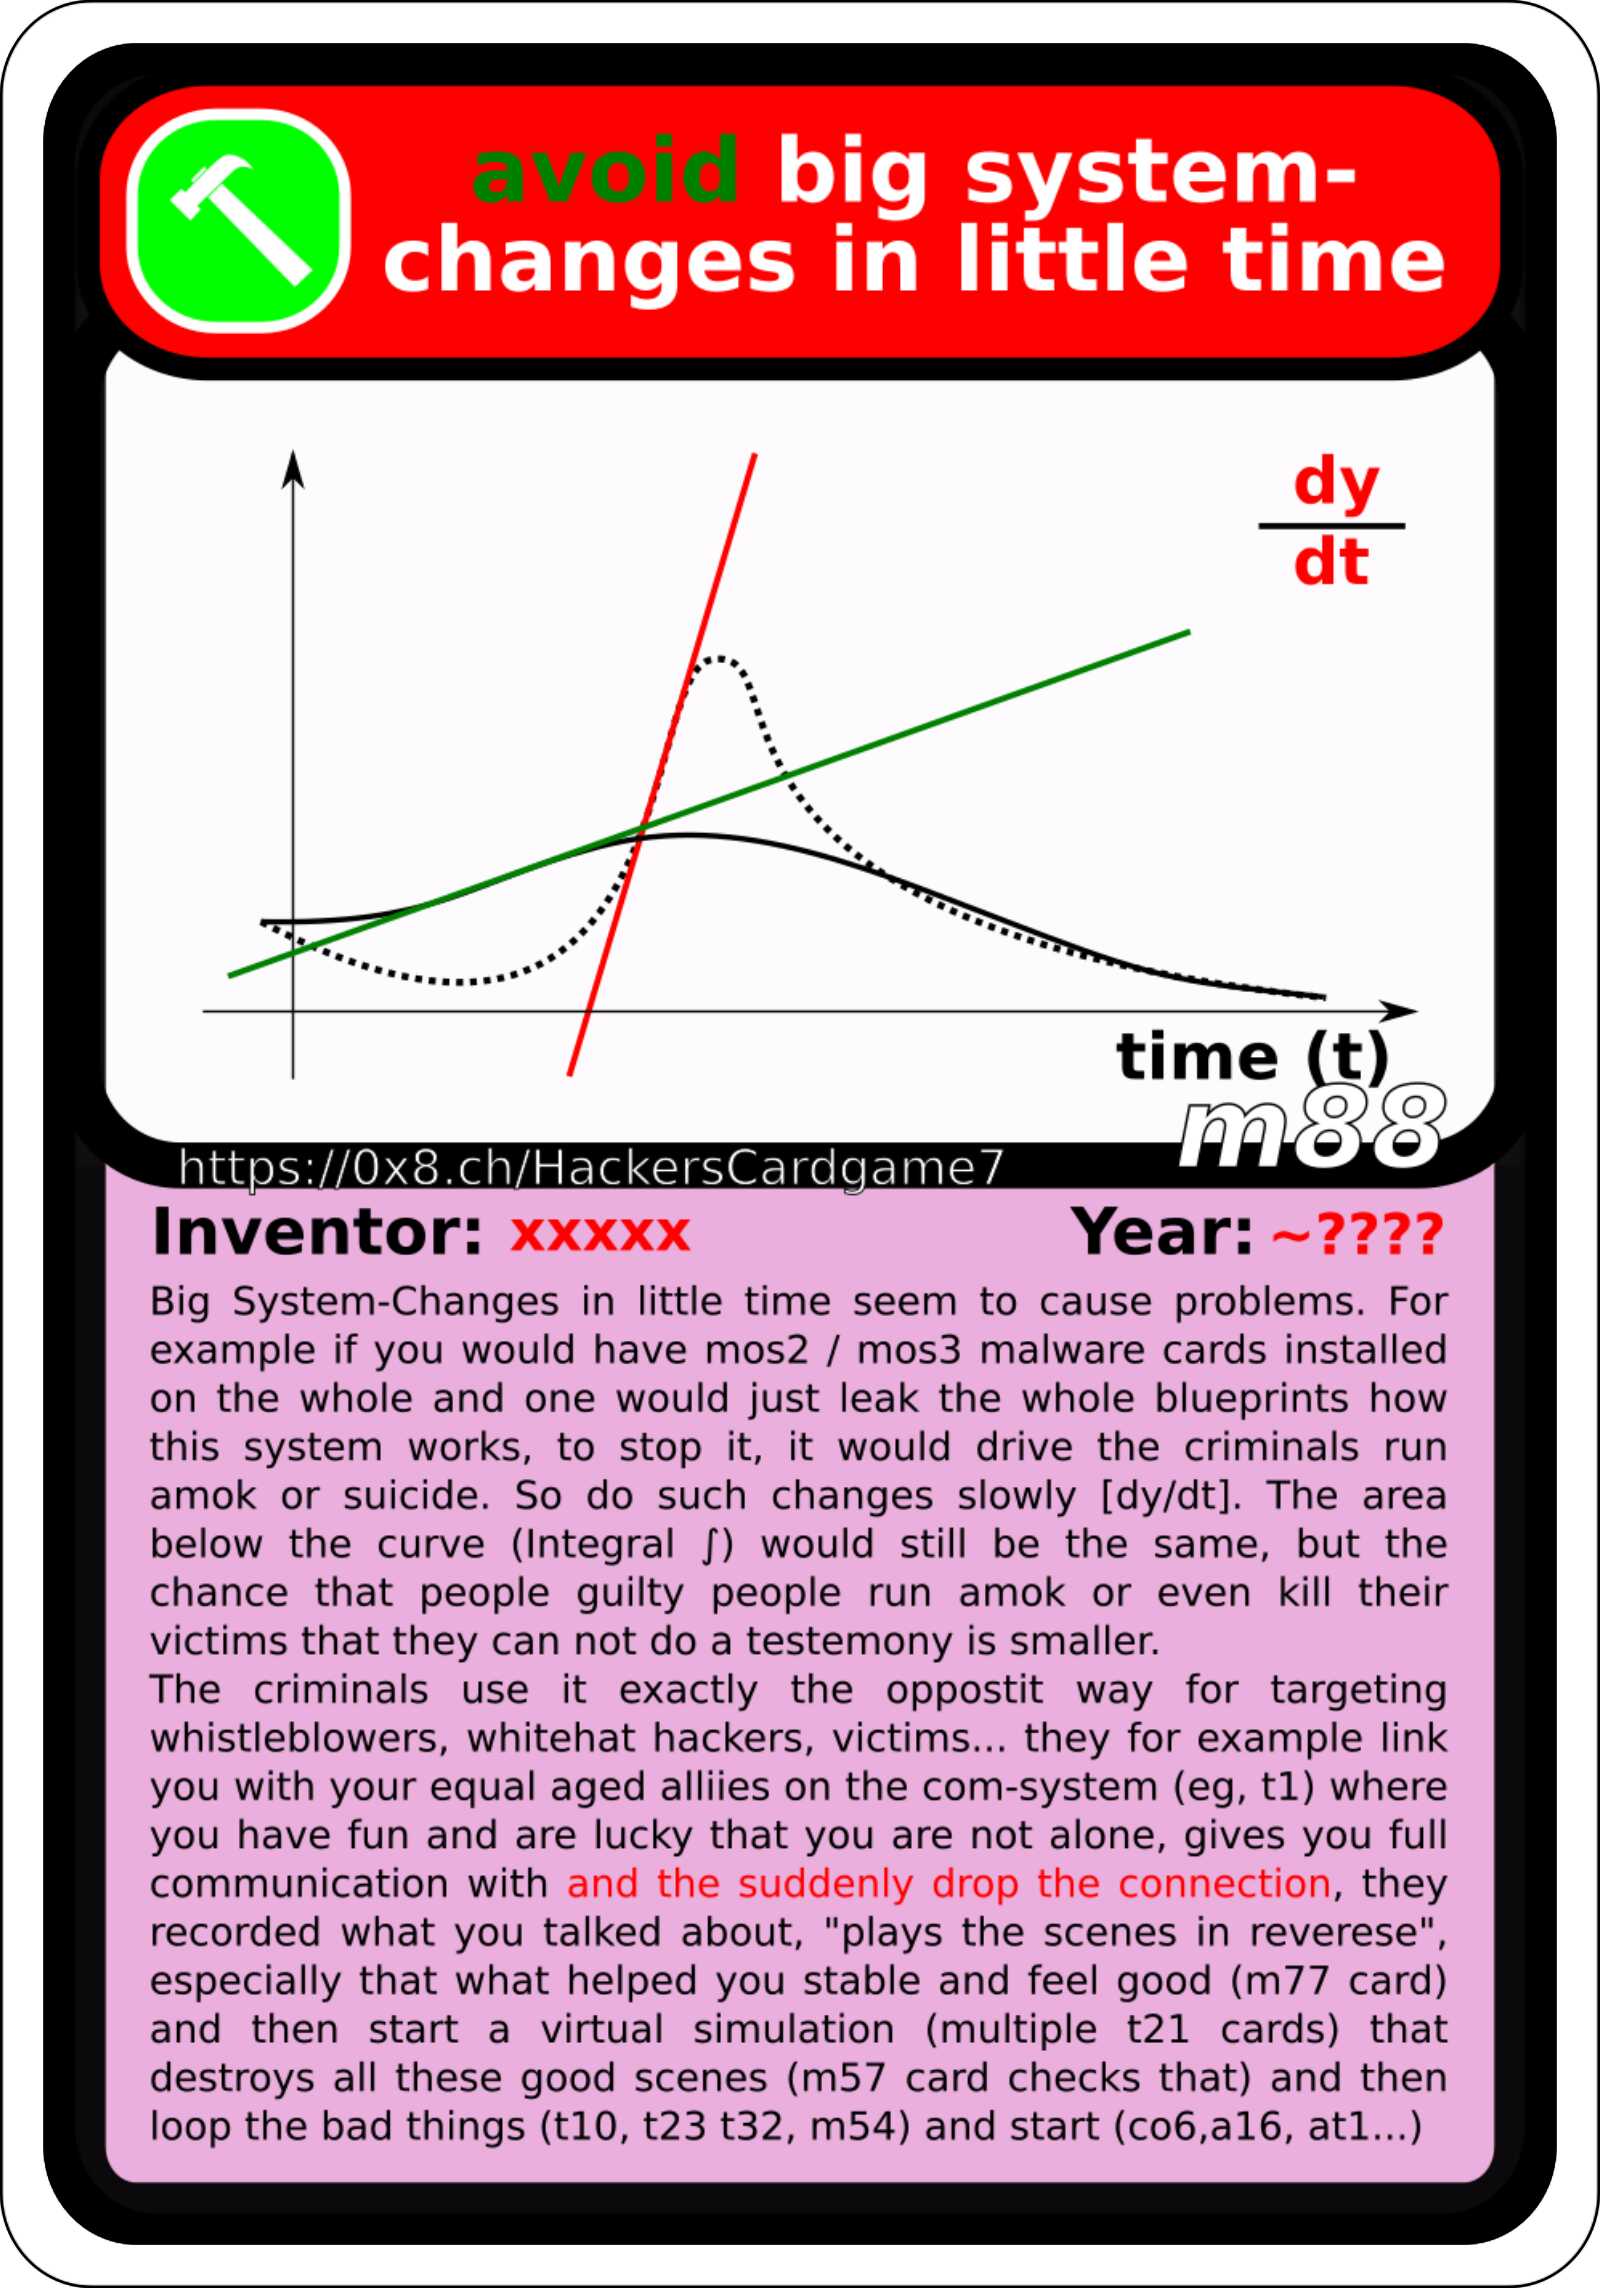 avoid big system-
changes in little time
dy
dt
time (t)
m88
https://0x8.ch/HackersCardgame7
Inventor: xxxxx Year: ~????
Big System-Changes in little time seem to cause problems. For
example if you would have mos2 / mos3 malware cards installed
on the whole and one would just leak the whole blueprints how
this system works, to stop it, it would drive the criminals run
amok or suicide. So do such changes slowly [dy/dt]. The area
below the curve (Integral ∫) would still be the same, but the
chance that people guilty people run amok or even kill their
victims that they can not do a testemony is smaller.
The criminals use it exactly the oppostit way for targeting
whistleblowers, whitehat hackers, victims... they for example link
you with your equal aged alliies on the com-system (eg, t1) where
you have fun and are lucky that you are not alone, gives you full
communication with and the suddenly drop the connection, they
recorded what you talked about, "plays the scenes in reverese",
especially that what helped you stable and feel good (m77 card)
and then start a virtual simulation (multiple t21 cards) that
destroys all these good scenes (m57 card checks that) and then
loop the bad things (t10, t23 t32, m54) and start (co6,a16, at1...)